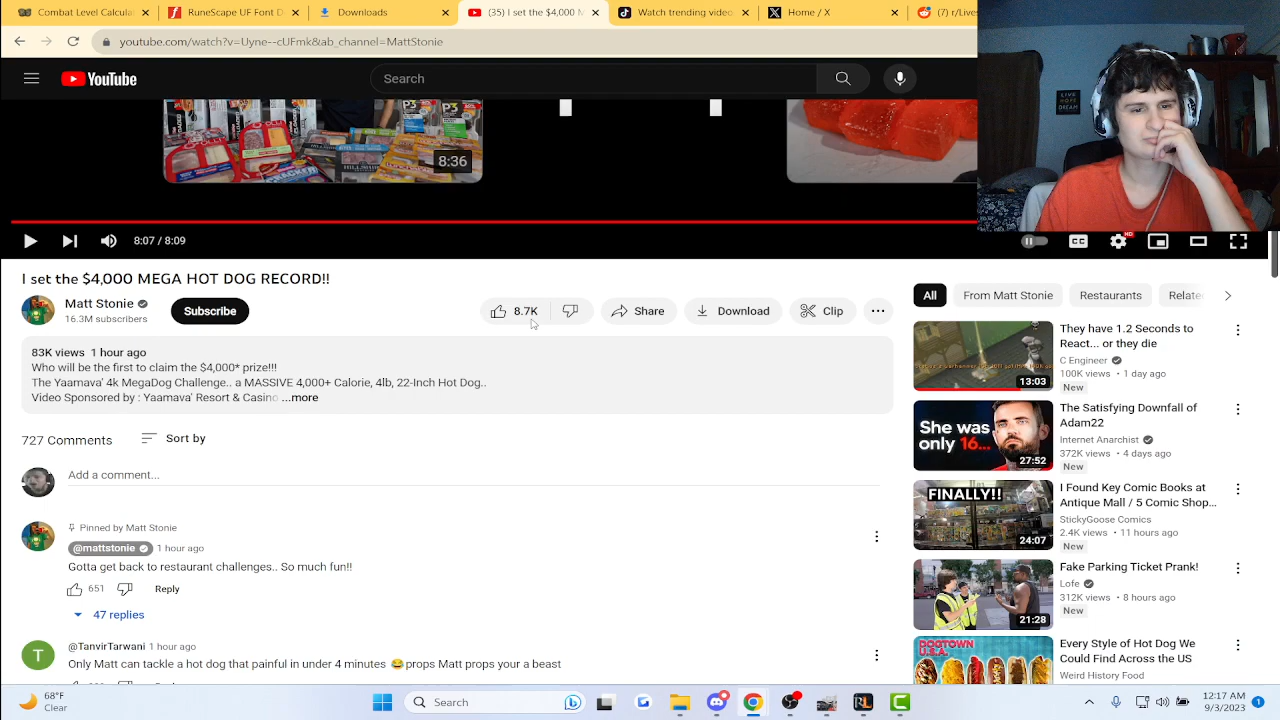 Combat Level Calcula
RuneScape UF Font D
Downloads
(35) I set the $4,000 M
Watch trending video
Home / X
(7) r/Lives
youtube.com/watch?v=Uyne--cUFmk&ab_channel=MattStonie
YouTube
Search
LIVE
HOPE
DREAM
8:36
8:07 / 8:09
CC
HD
I set the $4,000 MEGA HOT DOG RECORD!!
Matt Stonie
16.3M subscribers
Subscribe
8.7K
Share
Download
Clip
83K views 1 hour ago
Who will be the first to claim the $4,000* prize!!!
The Yaamava' 4k MegaDog Challenge.. a MASSIVE 4,000+ Calorie, 4lb, 22-Inch Hot Dog..
Video Sponsored by : Yaamava' Resort & Casino ...more
727 Comments
Sort by
Add a comment...
Pinned by Matt Stonie
@mattstonie 1 hour ago
Gotta get back to restaurant challenges.. So much fun!!
651
Reply
47 replies
T
@TanvirTarwani 1 hour ago
Only Matt can tackle a hot dog that painful in under 4 minutes 😂props Matt props your a beast
All
From Matt Stonie
Restaurants
Relate
13:03
They have 1.2 Seconds to
React... or they die
C Engineer
100K views • 1 day ago
New
She was
only 16...
27:52
The Satisfying Downfall of
Adam22
Internet Anarchist
372K views • 4 days ago
New
FINALLY!!
24:07
I Found Key Comic Books at
Antique Mall / 5 Comic Shop...
StickyGoose Comics
2.4K views • 11 hours ago
New
21:28
Fake Parking Ticket Prank!
Lofe
312K views • 8 hours ago
New
DOGTOWN
U.S.A.
Every Style of Hot Dog We
Could Find Across the US
Weird History Food
68°F
Clear
Search
12:17 AM
9/3/2023
1